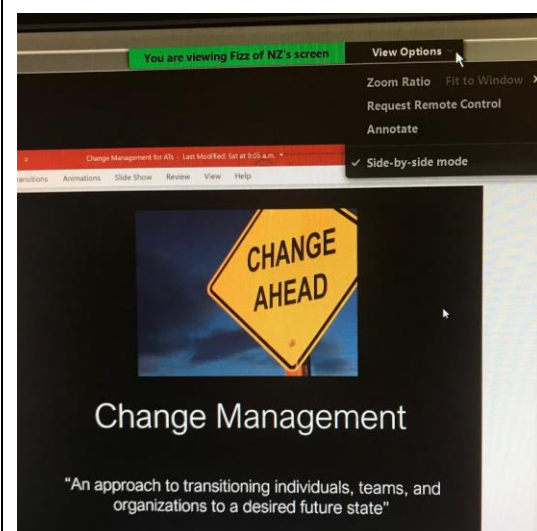 You are viewing Fizz of NZ's screen
View Options
Zoom Ratio Fit to Window >
Request Remote Control
Annotate
✓ Side-by-side mode
Change Management for ATs - Last Modified: Sat at 9:05 a.m.
ansitions Animations Slide Show Review View Help
CHANGE
AHEAD
Change Management
"An approach to transitioning individuals, teams, and
organizations to a desired future state"